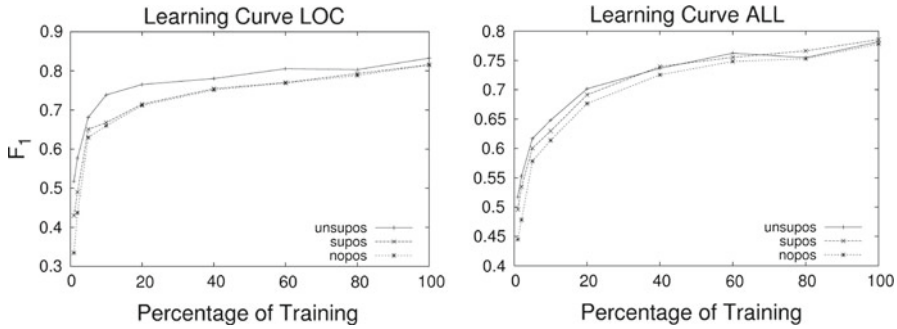 Learning Curve LOC
0.9
0.8
0.7
0.6
0.5
0.4
0.3
F1
unsupos
supos
nopos
0 20 40 60 80 100
Percentage of Training
Learning Curve ALL
0.8
0.75
0.7
0.65
0.6
0.55
0.5
0.45
0.4
unsupos
supos
nopos
0 20 40 60 80 100
Percentage of Training